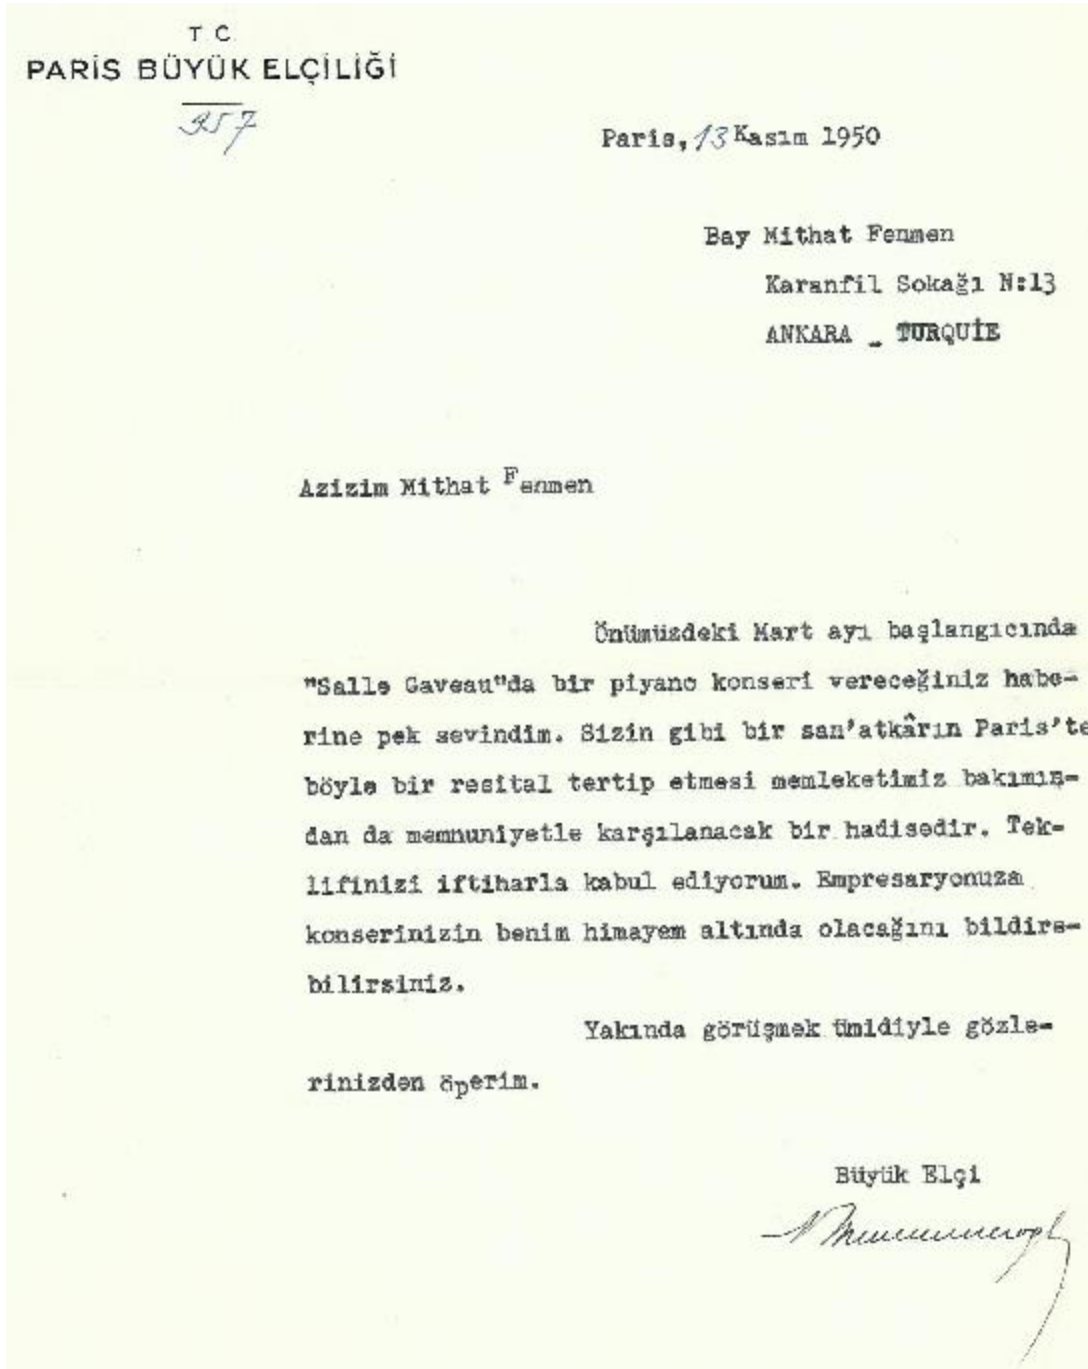 T C
PARİS BÜYÜK ELÇİLİĞİ
957
Paris, 13 Kasım 1950
Bay Mithat Fenmen
Karanfil Sokağı N:13
ANKARA _ TURQUİE
Azizim Mithat Fenmen
Önümüzdeki Mart ayı başlangıcında
"Salle Gaveau"da bir piyano konseri vereceğiniz habe-
rine pek sevindim. Sizin gibi bir san'atkârın Paris'te
böyle bir resital tertip etmesi memleketimiz bakımın-
dan da memnuniyetle karşılanacak bir hadisedir. Tek-
lifinizi iftiharla kabul ediyorum. Empresaryonuza
konserinizin benim himayem altında olacağını bildire-
bilirsiniz.
Yakında görüşmek ümidiyle gözle-
rinizden öperim.
Büyük Elçi